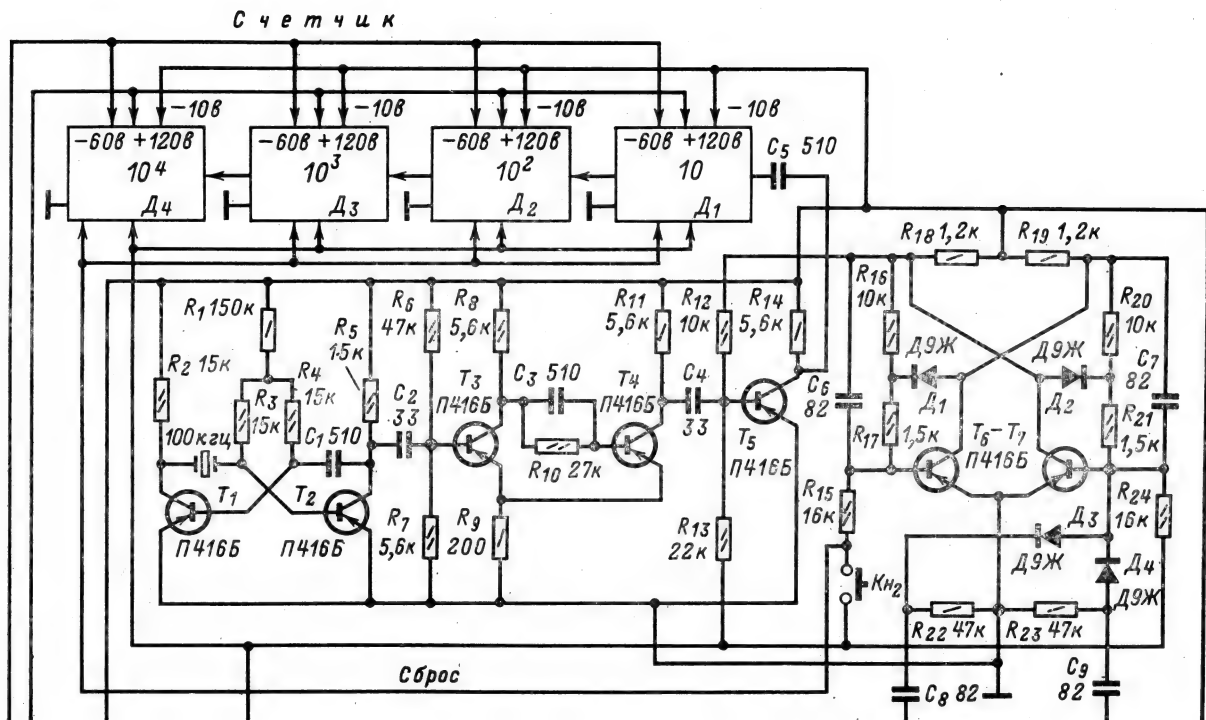 Счетчик
-10в -10в -10в -10в
-60в +120в -60в +120в -60в +120в -60в +120в
10⁴ 10³ 10² 10
Д4 Д3 Д2 Д1
C5 510
R1 150к
R2 15к
R3 15к
R4 15к
R5 15к
C1 510
100кгц
T1
П416Б
T2
П416Б
C2 33
R6 47к
R7 5,6к
R8 5,6к
T3
П416Б
R9 200
C3 510
R10 27к
T4
П416Б
R11 5,6к
C4 33
R12 10к
R13 22к
R14 5,6к
T5
П416Б
C6 82
R15 16к
Кн2
R16 10к
R17 1,5к
R18 1,2к
R19 1,2к
Д9Ж
Д1
Д9Ж
Д2
T6-T7
П416Б
R20 10к
R21 1,5к
C7 82
R24 16к
Д3
Д9Ж
Д4
Д9Ж
R22 47к
R23 47к
C8 82
C9 82
Сброс